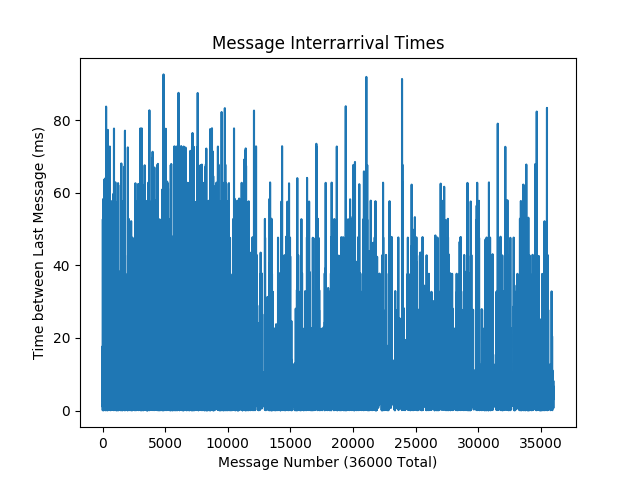 Message Interrarrival Times
Time between Last Message (ms)
80
60
40
20
0
0 5000 10000 15000 20000 25000 30000 35000
Message Number (36000 Total)